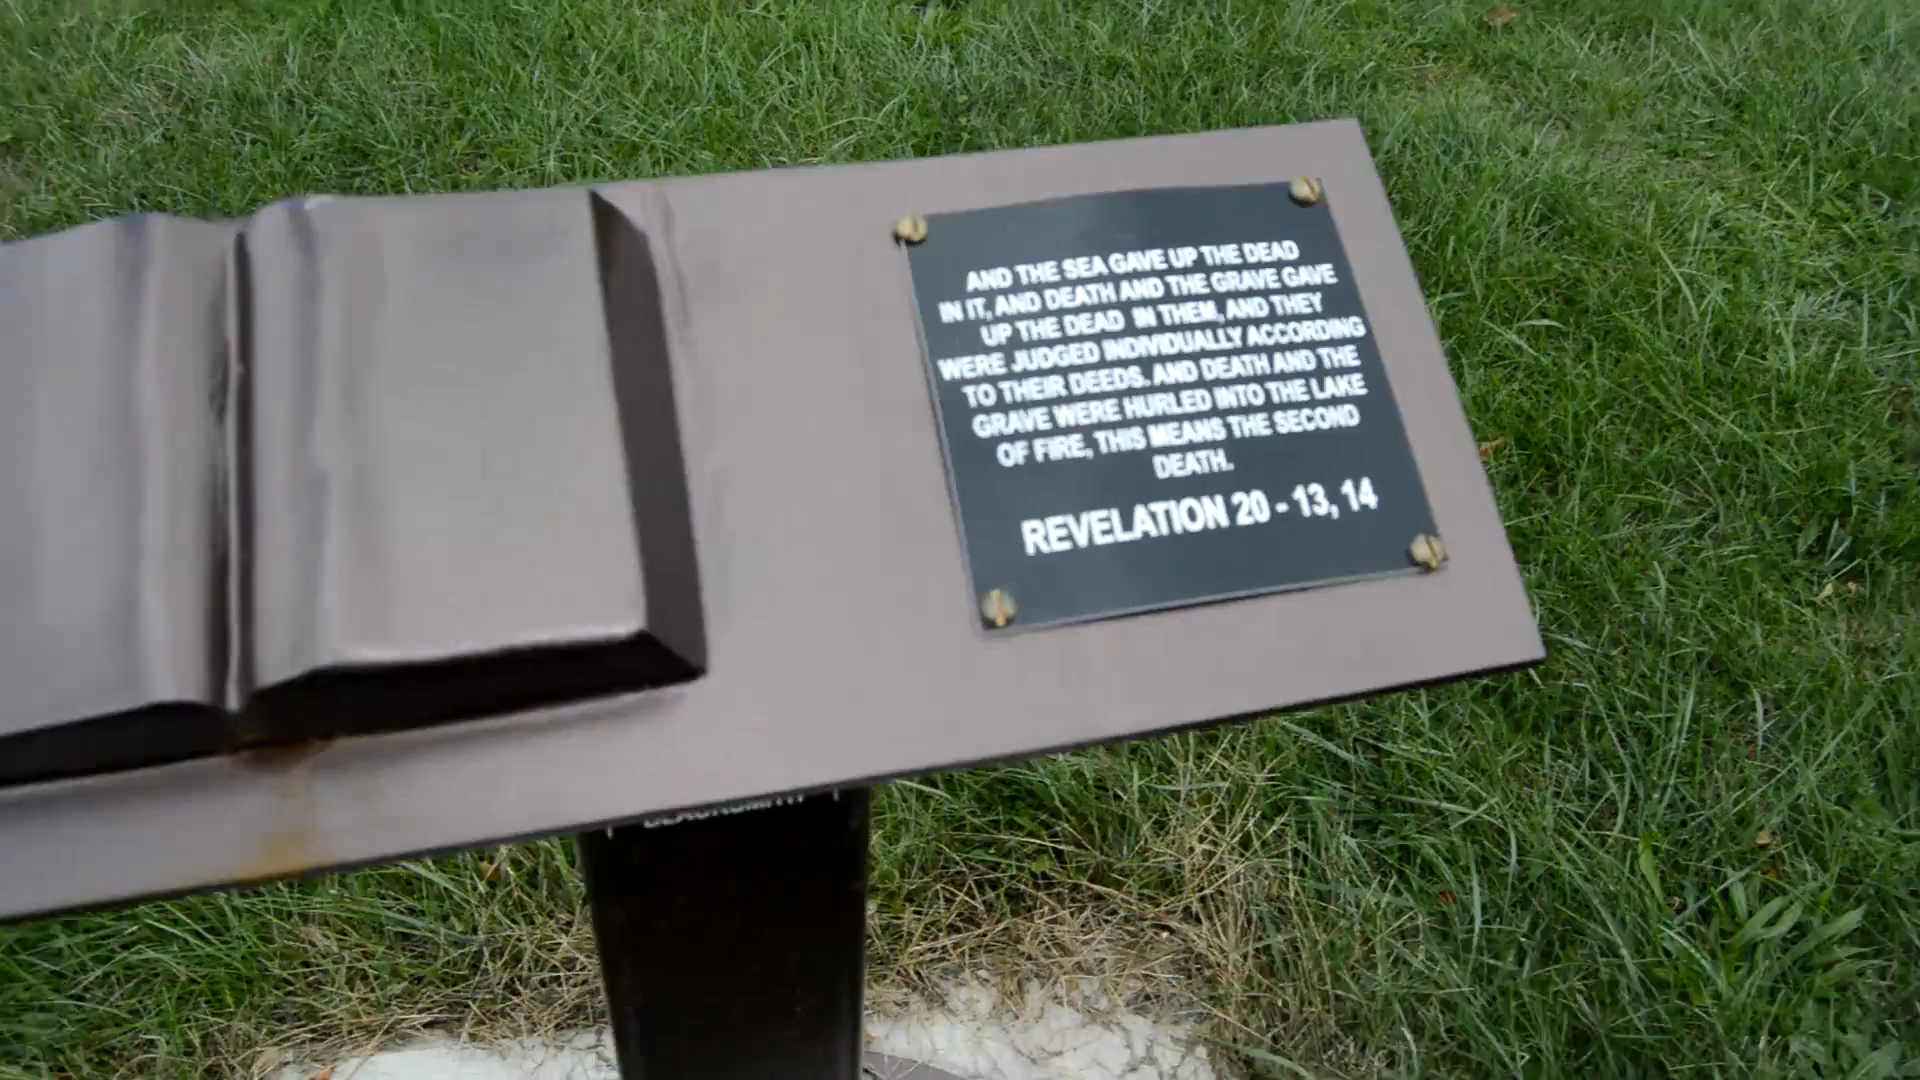 AND THE SEA GAVE UP THE DEAD
IN IT, AND DEATH AND THE GRAVE GAVE
UP THE DEAD IN THEM, AND THEY
WERE JUDGED INDIVIDUALLY ACCORDING
TO THEIR DEEDS. AND DEATH AND THE
GRAVE WERE HURLED INTO THE LAKE
OF FIRE, THIS MEANS THE SECOND
DEATH.
REVELATION 20 - 13, 14